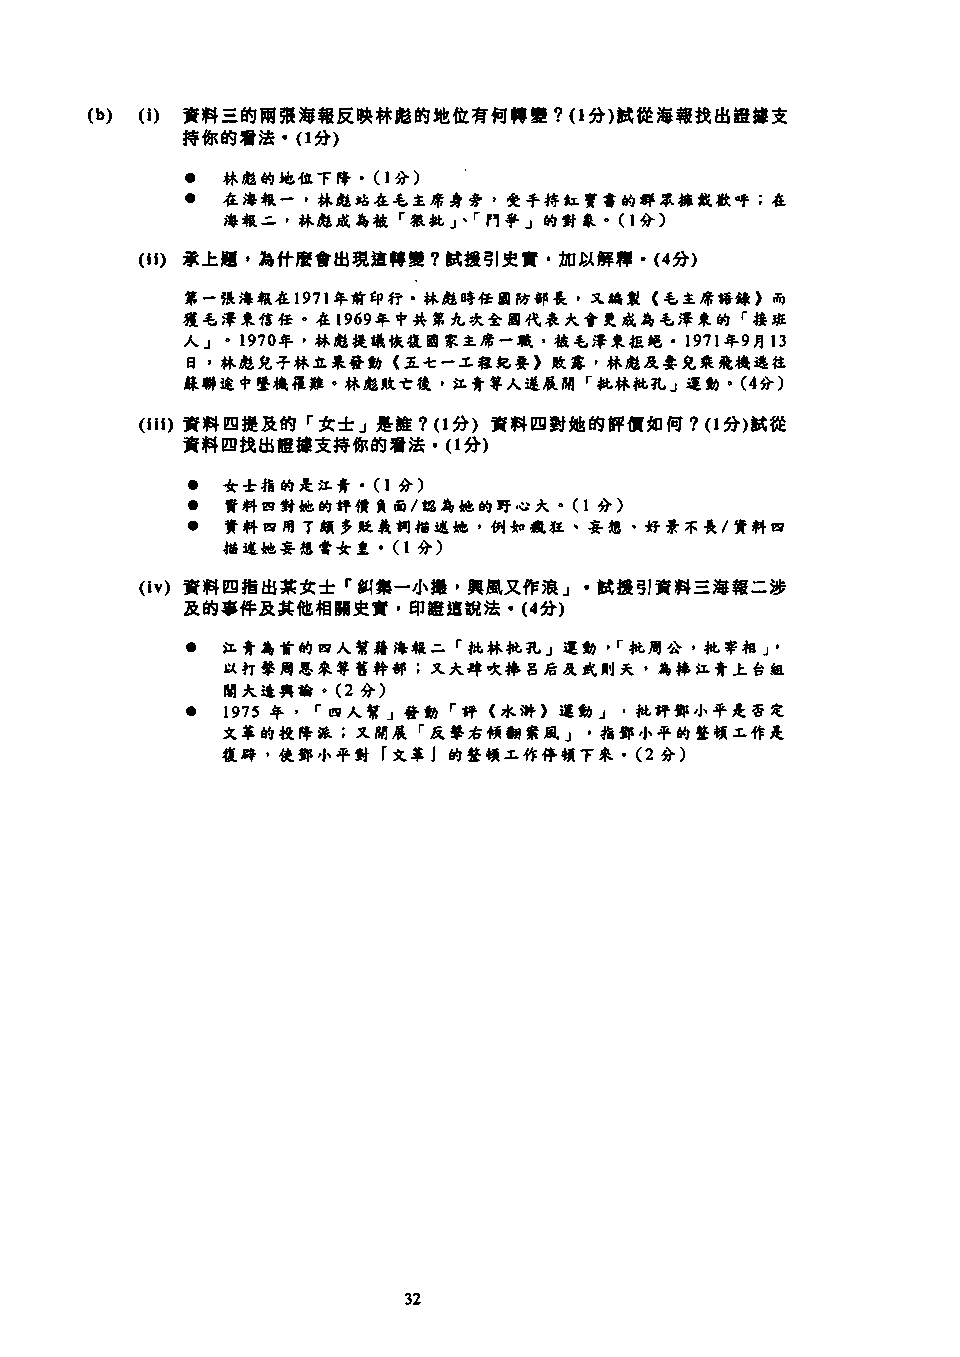 (b) (i) 資料三的兩張海報反映林彪的地位有何轉變？(1分)試從海報找出證據支
持你的看法。(1分)
● 林彪的地位下降。(1分)
● 在海報一，林彪站在毛主席身旁，受手持紅寶書的群眾擁戴歡呼；在
海報二，林彪成為被「狠批」、「鬥爭」的對象。(1分)
(ii) 承上題，為什麼會出現這轉變？試援引史實，加以解釋。(4分)
第一張海報在1971年前印行。林彪時任國防部長，又編製《毛主席語錄》而
獲毛澤東信任。在1969年中共第九次全國代表大會更成為毛澤東的「接班
人」。1970年，林彪提議恢復國家主席一職，被毛澤東拒絕。1971年9月13
日，林彪兒子林立果發動《五七一工程紀要》敗露，林彪及妻兒乘飛機逃往
蘇聯途中墜機罹難。林彪敗亡後，江青等人遂展開「批林批孔」運動。(4分)
(iii) 資料四提及的「女士」是誰？(1分) 資料四對她的評價如何？(1分)試從
資料四找出證據支持你的看法。(1分)
● 女士指的是江青。(1分)
● 資料四對她的評價負面/認為她的野心大。(1分)
● 資料四用了頗多貶義詞描述她，例如瘋狂、妄想、好景不長/資料四
描述她妄想當女皇。(1分)
(iv) 資料四指出某女士「糾集一小撮，興風又作浪」。試援引資料三海報二涉
及的事件及其他相關史實，印證這說法。(4分)
● 江青為首的四人幫藉海報二「批林批孔」運動，「批周公，批宰相」，
以打擊周恩來等舊幹部；又大肆吹捧呂后及武則天，為捧江青上台組
閣大造輿論。(2分)
● 1975 年，「四人幫」發動「評《水滸》運動」，批評鄧小平是否定
文革的投降派；又開展「反擊右傾翻案風」，指鄧小平的整頓工作是
復辟，使鄧小平對「文革」的整頓工作停頓下來。(2分)
32